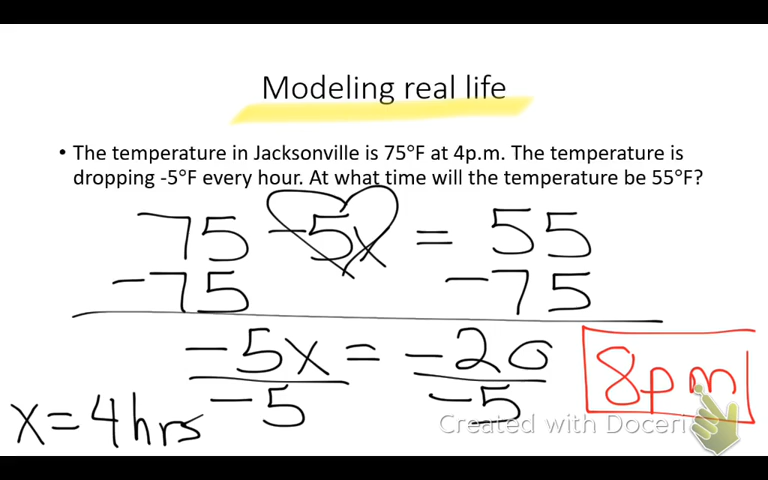 Modeling real life
• The temperature in Jacksonville is 75°F at 4p.m. The temperature is
dropping -5°F every hour. At what time will the temperature be 55°F?
75 -5x = 55
-75 -75
-5x = -20
-5 -5
8pm
x = 4hrs
Created with Doceri